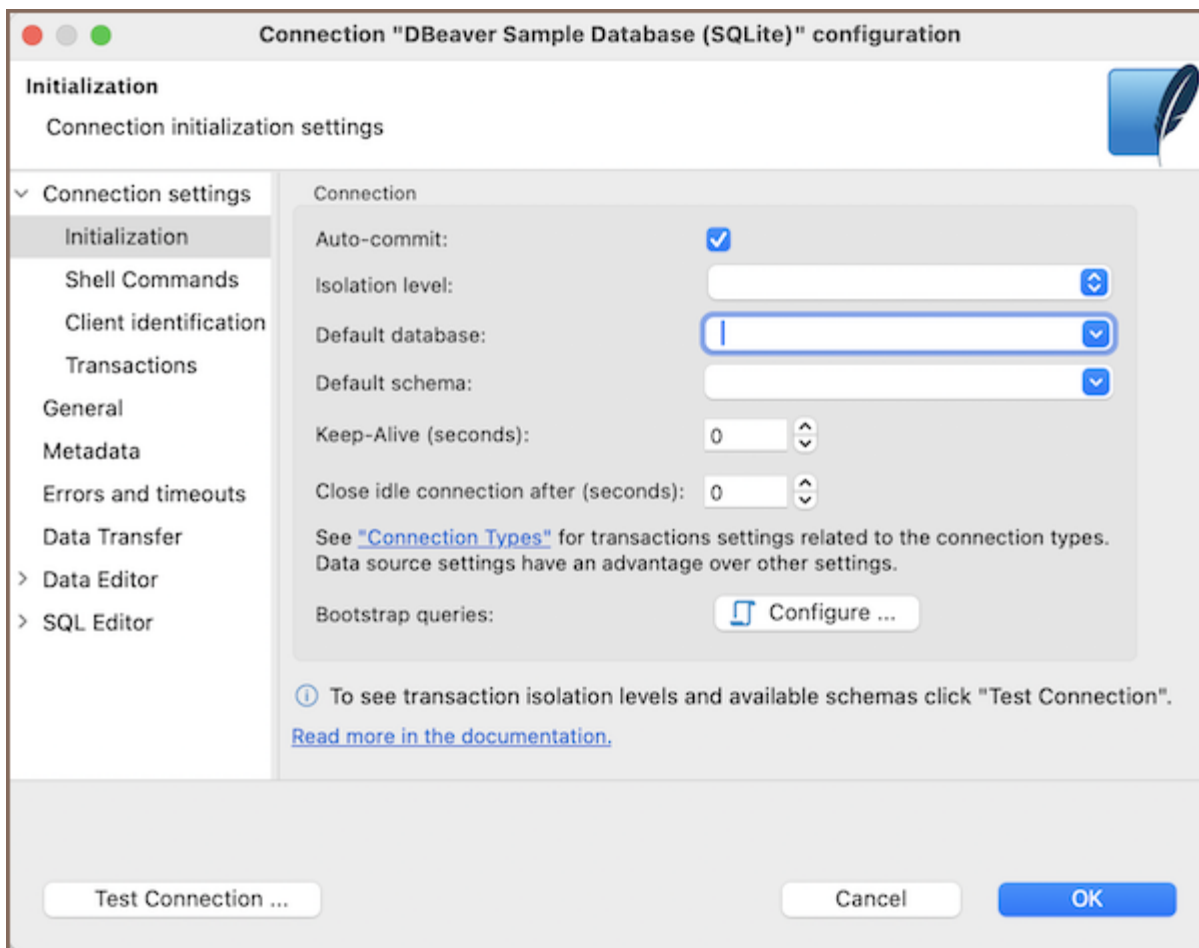 Connection "DBeaver Sample Database (SQLite)" configuration
Initialization
Connection initialization settings
Connection settings
Initialization
Shell Commands
Client identification
Transactions
General
Metadata
Errors and timeouts
Data Transfer
Data Editor
SQL Editor
Connection
Auto-commit:
Isolation level:
Default database:
Default schema:
Keep-Alive (seconds): 0
Close idle connection after (seconds): 0
See "Connection Types" for transactions settings related to the connection types.
Data source settings have an advantage over other settings.
Bootstrap queries: Configure ...
To see transaction isolation levels and available schemas click "Test Connection".
Read more in the documentation.
Test Connection ... Cancel OK